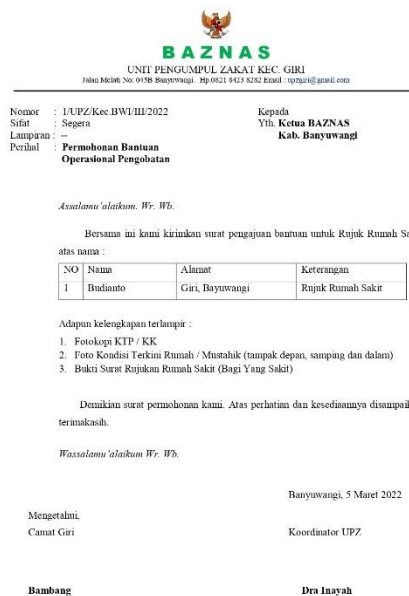 BAZNAS
UNIT PENGUMPUL ZAKAT KEC. GIRI
Jalan Melati No: 045B Banyuwangi. Hp.0821 8423 8282 Email : upzgiri@gmail.com
Nomor : 1/UPZ/Kec.BWI/III/2022
Sifat : Segera
Lampiran : --
Perihal : Permohonan Bantuan
Operasional Pengobatan
Kepada
Yth. Ketua BAZNAS
Kab. Banyuwangi
Assalamu'alaikum. Wr. Wb.
Bersama ini kami kirimkan surat pengajuan bantuan untuk Rujuk Rumah Sa
atas nama :
NO Nama Alamat Keterangan
1 Budianto Giri, Bayuwangi Rujuk Rumah Sakit
Adapun kelengkapan terlampir :
1. Fotokopi KTP / KK
2. Foto Kondisi Terkini Rumah / Mustahik (tampak depan, samping dan dalam)
3. Bukti Surat Rujukan Rumah Sakit (Bagi Yang Sakit)
Demikian surat permohonan kami. Atas perhatian dan kesediaannya disampaik
terimakasih.
Wassalamu'alaikum Wr. Wb.
Banyuwangi, 5 Maret 2022
Mengetahui,
Camat Giri
Koordinator UPZ
Bambang
Dra Inayah